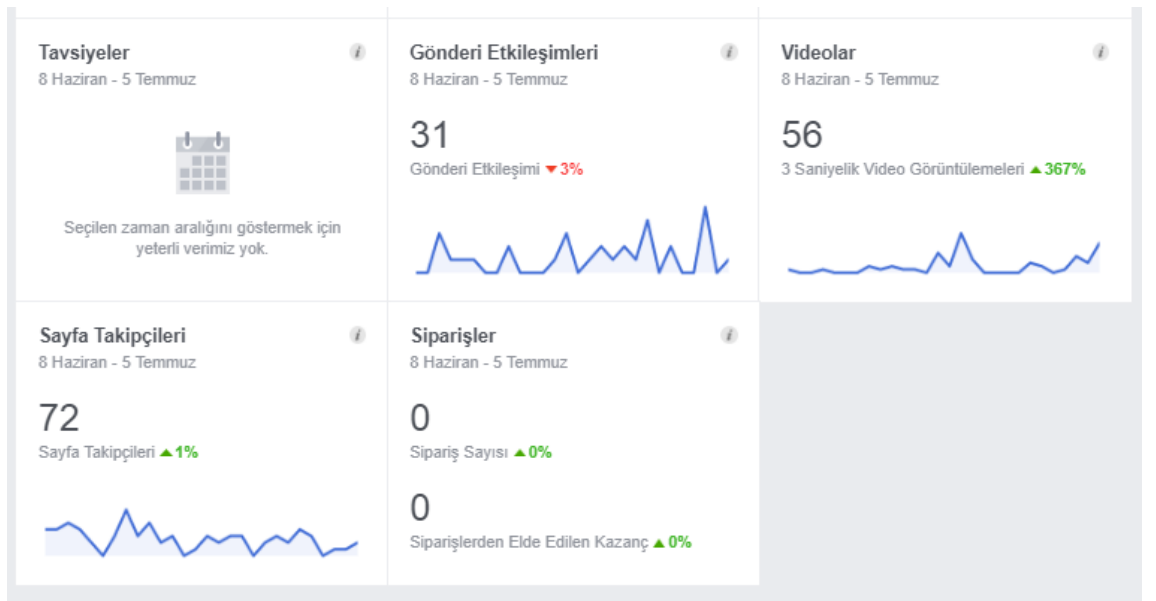 Tavsiyeler
8 Haziran - 5 Temmuz
Seçilen zaman aralığını göstermek için
yeterli verimiz yok.
Gönderi Etkileşimleri
8 Haziran - 5 Temmuz
31
Gönderi Etkileşimi ▼ 3%
Videolar
8 Haziran - 5 Temmuz
56
3 Saniyelik Video Görüntülemeleri ▲ 367%
Sayfa Takipçileri
8 Haziran - 5 Temmuz
72
Sayfa Takipçileri ▲ 1%
Siparişler
8 Haziran - 5 Temmuz
0
Sipariş Sayısı ▲ 0%
0
Siparişlerden Elde Edilen Kazanç ▲ 0%